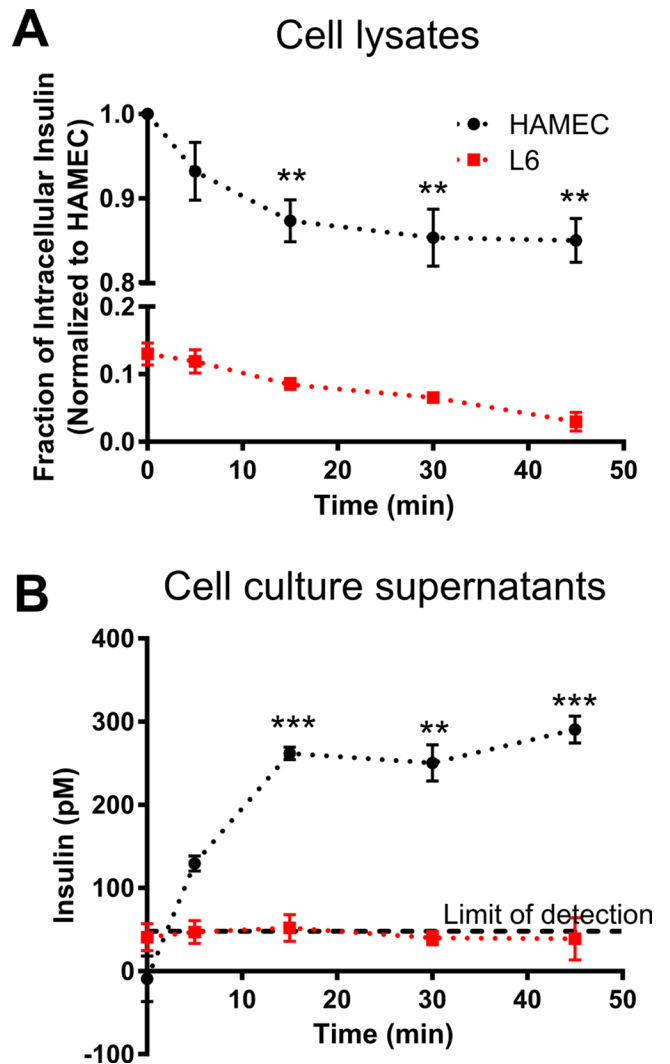 A
Cell lysates
Fraction of Intracellular Insulin
(Normalized to HAMEC)
1.0
0.9
0.8
0.2
0.1
0.0
HAMEC
L6
**
**
**
0
10
20
30
40
50
Time (min)
B
Cell culture supernatants
Insulin (pM)
400
300
200
100
0
-100
***
**
***
Limit of detection
10
20
30
40
50
Time (min)